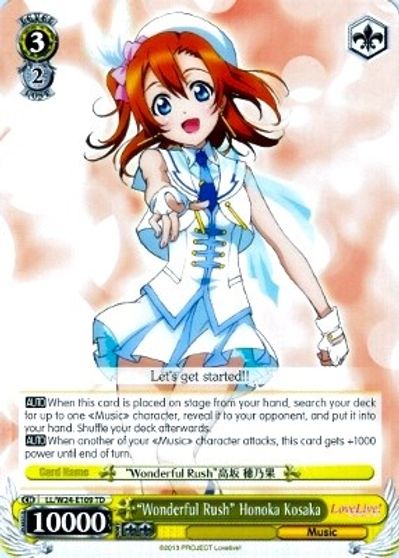 3
2
Let's get started!!
AUTO When this card is placed on stage from your hand, search your deck
for up to one «Music» character, reveal it to your opponent, and put it into
your hand. Shuffle your deck afterwards.
AUTO When another of your «Music» character attacks, this card gets +1000
power until end of turn.
Card Name "Wonderful Rush"高坂 穂乃果
CH LL/W24-E109 TD
10000
"Wonderful Rush" Honoka Kosaka LoveLive!
Music
©2013 PROJECT Lovelive!